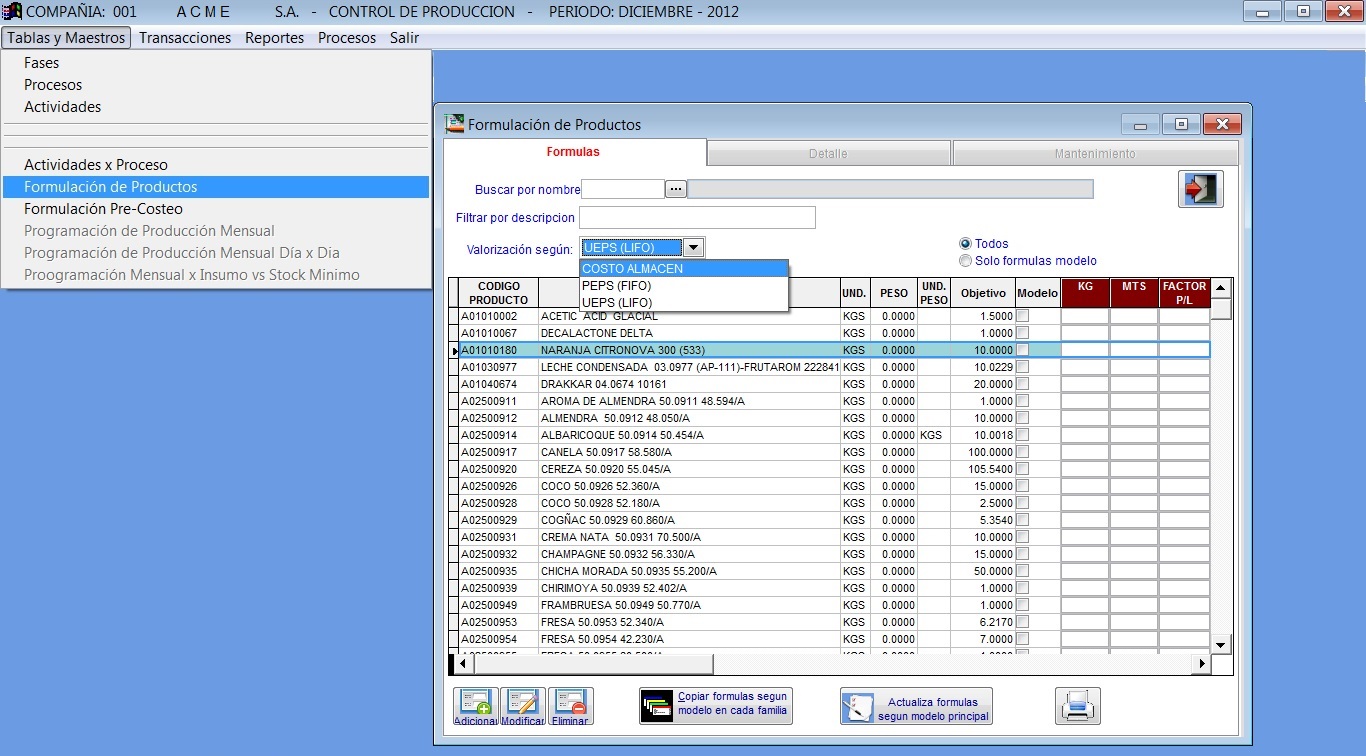 COMPAÑIA: 001 A C M E S.A. - CONTROL DE PRODUCCION - PERIODO: DICIEMBRE - 2012
Tablas y Maestros Transacciones Reportes Procesos Salir
Fases
Procesos
Actividades
Actividades x Proceso
Formulación de Productos
Formulación Pre-Costeo
Programación de Producción Mensual
Programación de Producción Mensual Día x Dia
Proogramación Mensual x Insumo vs Stock Minimo
Formulación de Productos
Formulas Detalle Mantenimiento
Buscar por nombre ...
Filtrar por descripcion
Valorización según: UEPS (LIFO)
COSTO ALMACEN
PEPS (FIFO)
UEPS (LIFO)
Todos
Solo formulas modelo
CODIGO PRODUCTO UND. PESO UND. PESO Objetivo Modelo KG MTS FACTOR P/L
A01010002 ACETIC ACID GLACIAL KGS 0.0000 1.5000
A01010067 DECALACTONE DELTA KGS 0.0000 1.0000
A01010180 NARANJA CITRONOVA 300 (533) KGS 0.0000 10.0000
A01030977 LECHE CONDENSADA 03.0977 (AP-111)-FRUTAROM 222841 KGS 0.0000 10.0229
A01040674 DRAKKAR 04.0674 10161 KGS 0.0000 20.0000
A02500911 AROMA DE ALMENDRA 50.0911 48.594/A KGS 0.0000 1.0000
A02500912 ALMENDRA 50.0912 48.050/A KGS 0.0000 10.0000
A02500914 ALBARICOQUE 50.0914 50.454/A KGS 0.0000 KGS 10.0018
A02500917 CANELA 50.0917 58.580/A KGS 0.0000 100.0000
A02500920 CEREZA 50.0920 55.045/A KGS 0.0000 105.5400
A02500926 COCO 50.0926 52.360/A KGS 0.0000 15.0000
A02500928 COCO 50.0928 52.180/A KGS 0.0000 2.5000
A02500929 COGÑAC 50.0929 60.860/A KGS 0.0000 5.3540
A02500931 CREMA NATA 50.0931 70.500/A KGS 0.0000 10.0000
A02500932 CHAMPAGNE 50.0932 56.330/A KGS 0.0000 15.0000
A02500935 CHICHA MORADA 50.0935 55.200/A KGS 0.0000 50.0000
A02500939 CHIRIMOYA 50.0939 52.402/A KGS 0.0000 1.0000
A02500949 FRAMBRUESA 50.0949 50.770/A KGS 0.0000 1.0000
A02500953 FRESA 50.0953 52.340/A KGS 0.0000 6.2170
A02500954 FRESA 50.0954 42.230/A KGS 0.0000 7.0000
Adicionar Modificar Eliminar
Copiar formulas segun
modelo en cada familia
Actualiza formulas
segun modelo principal